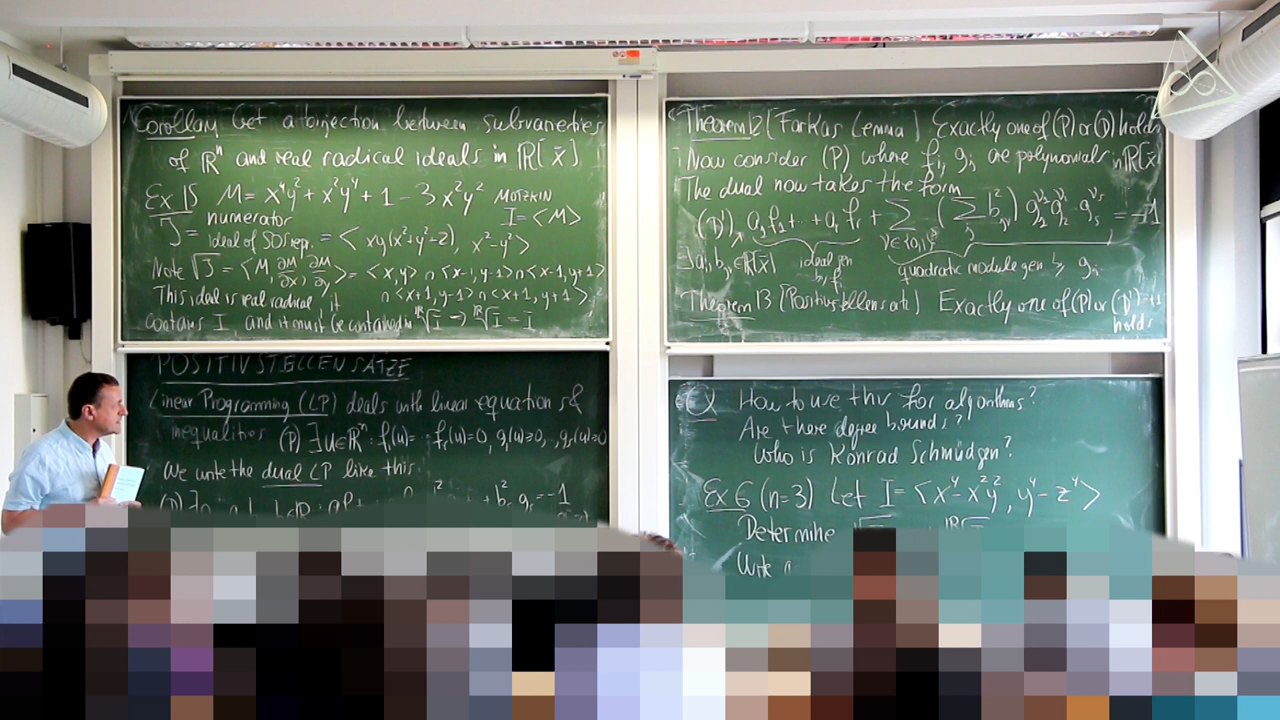 Corollary Get a bijection between subvarieties
of ℝⁿ and real radical ideals in ℝ[x̄]
Ex 15 M = x⁴y² + x²y⁴ + 1 - 3x²y² MOTZKIN
numerator I = <M>
J = ideal of SOS rep. = < xy(x²+y²-2), x²-y² >
Note √J = <M, ∂M/∂x, ∂M/∂y> = <x,y> ∩ <x-1,y-1> ∩ <x-1,y+1>
This ideal is real radical, it ∩ <x+1,y-1> ∩ <x+1,y+1>
contains I, and it must be contained in
POSITIVSTELLENSÄTZE
Linear Programming (LP) deals with linear equations &
inequalities (P) ∃u∈ℝⁿ: f₁(u)=··fᵣ(u)=0, g₁(u)≥0,··,gₛ(u)≥0
We write the dual LP like this:
Theorem 12 [Farkas Lemma] Exactly one of (P) or (D) holds
Now consider (P) where fᵢ, gⱼ are polynomials in ℝ[x̄]
The dual now takes the form
(D') a₁f₁+··+aᵣfᵣ + Σ (Σ b²ⱼᵥ) g₁^ν₁ g₂^ν₂··gₛ^νₛ = -1
ν∈{0,1}ˢ j
∃aᵢ,bⱼᵥ∈ℝ[x̄] ideal gen by fᵢ quadratic module gen by gⱼ
Theorem 13 [Positivstellensatz] Exactly one of (P) or (D')
holds
How to use this for algorithms?
Are there degree bounds?
Who is Konrad Schmüdgen?
Ex 6 (n=3) Let I = <x⁴-x²y², y⁴-z⁴>
Determine
Write a